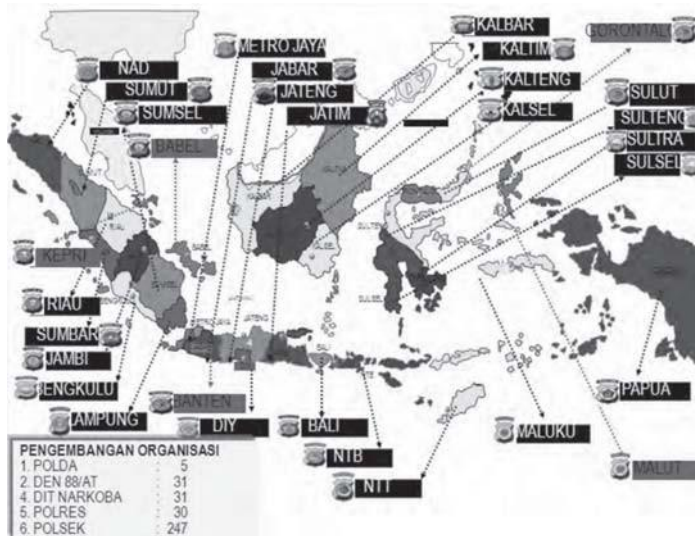 METRO JAYA
KALBAR
GORONTALO
NAD
JABAR
KALTIM
SUMUT
JATENG
KALTENG
SULUT
SUMSEL
JATIM
KALSEL
SULTENG
BABEL
SULTRA
SULSEL
KEPRI
RIAU
SUMBAR
JAMBI
BENGKULU
LAMPUNG
BANTEN
DIY
BALI
NTB
NTT
MALUKU
PAPUA
MALUT
PENGEMBANGAN ORGANISASI
1. POLDA : 5
2. DEN 88/AT : 31
4. DIT NARKOBA : 31
5. POLRES : 30
6. POLSEK : 247